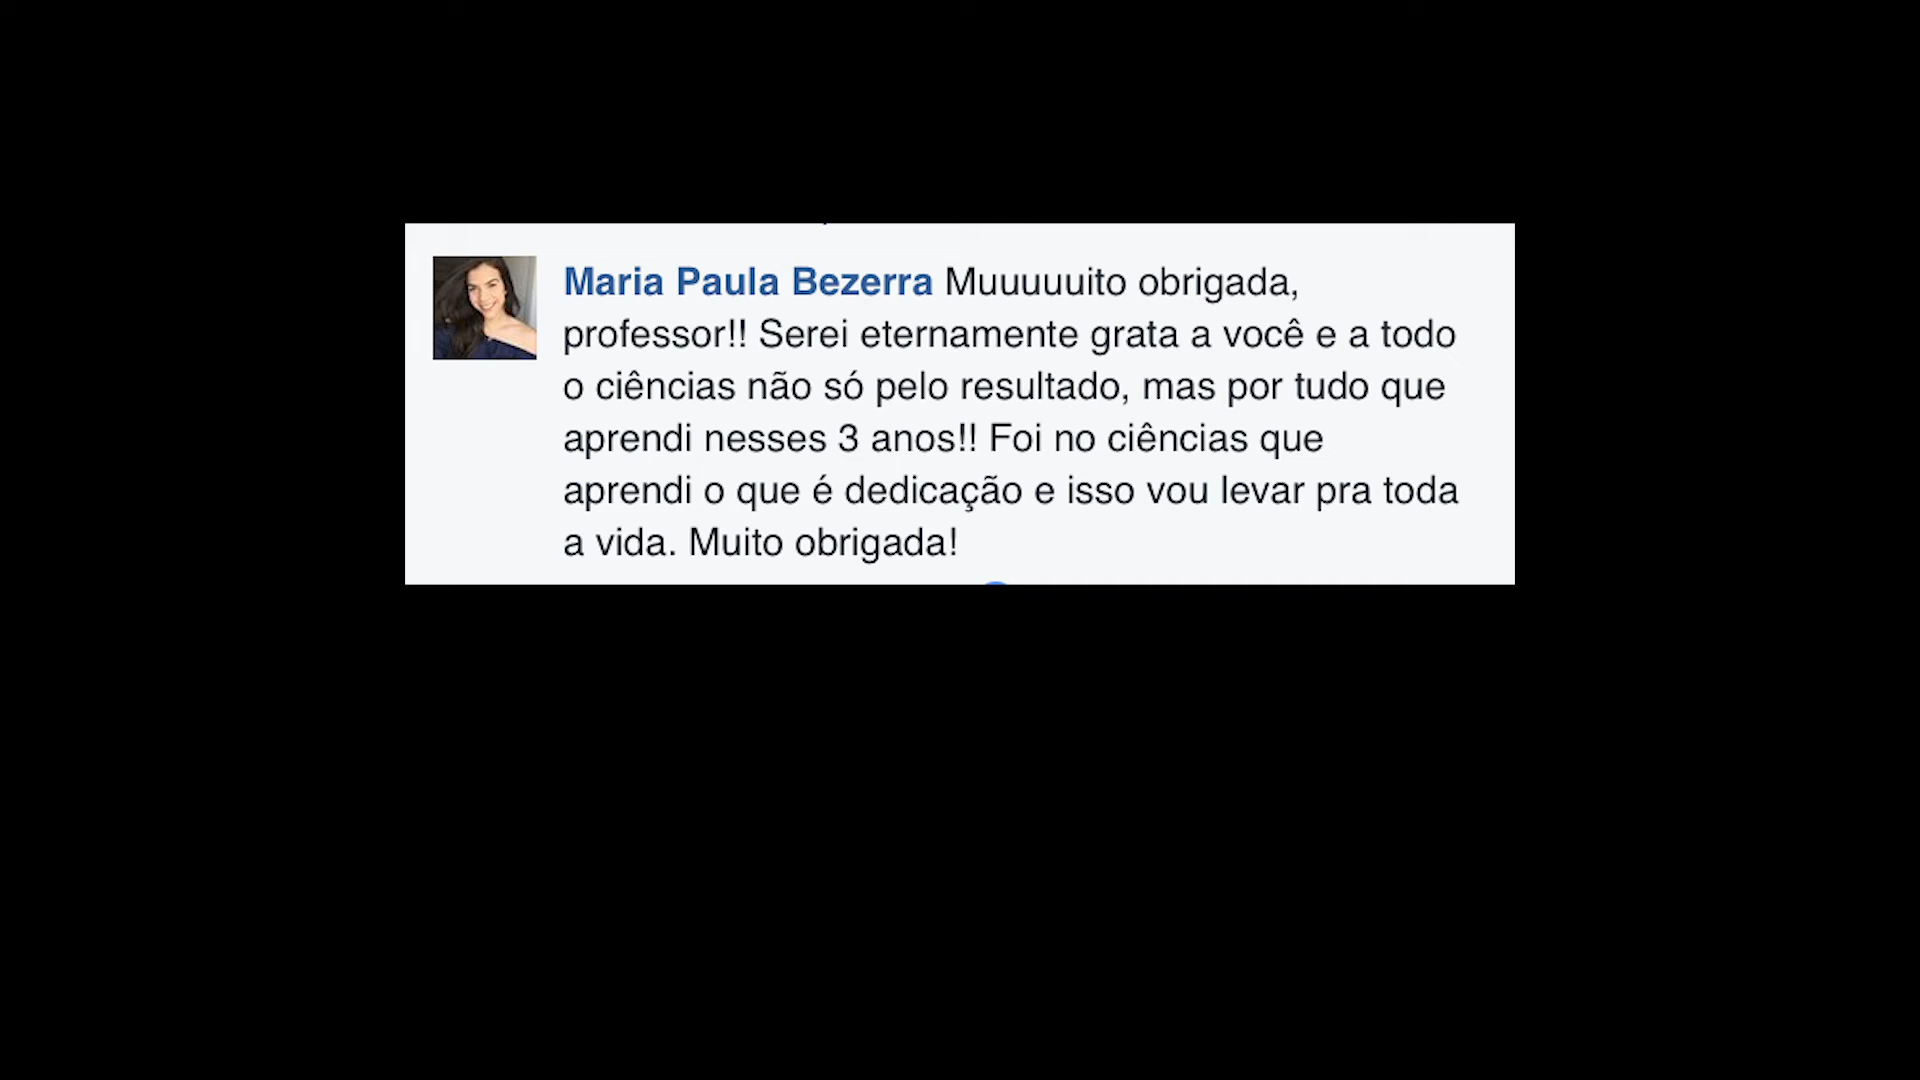 Maria Paula Bezerra Muuuuuito obrigada,
professor!! Serei eternamente grata a você e a todo
o ciências não só pelo resultado, mas por tudo que
aprendi nesses 3 anos!! Foi no ciências que
aprendi o que é dedicação e isso vou levar pra toda
a vida. Muito obrigada!